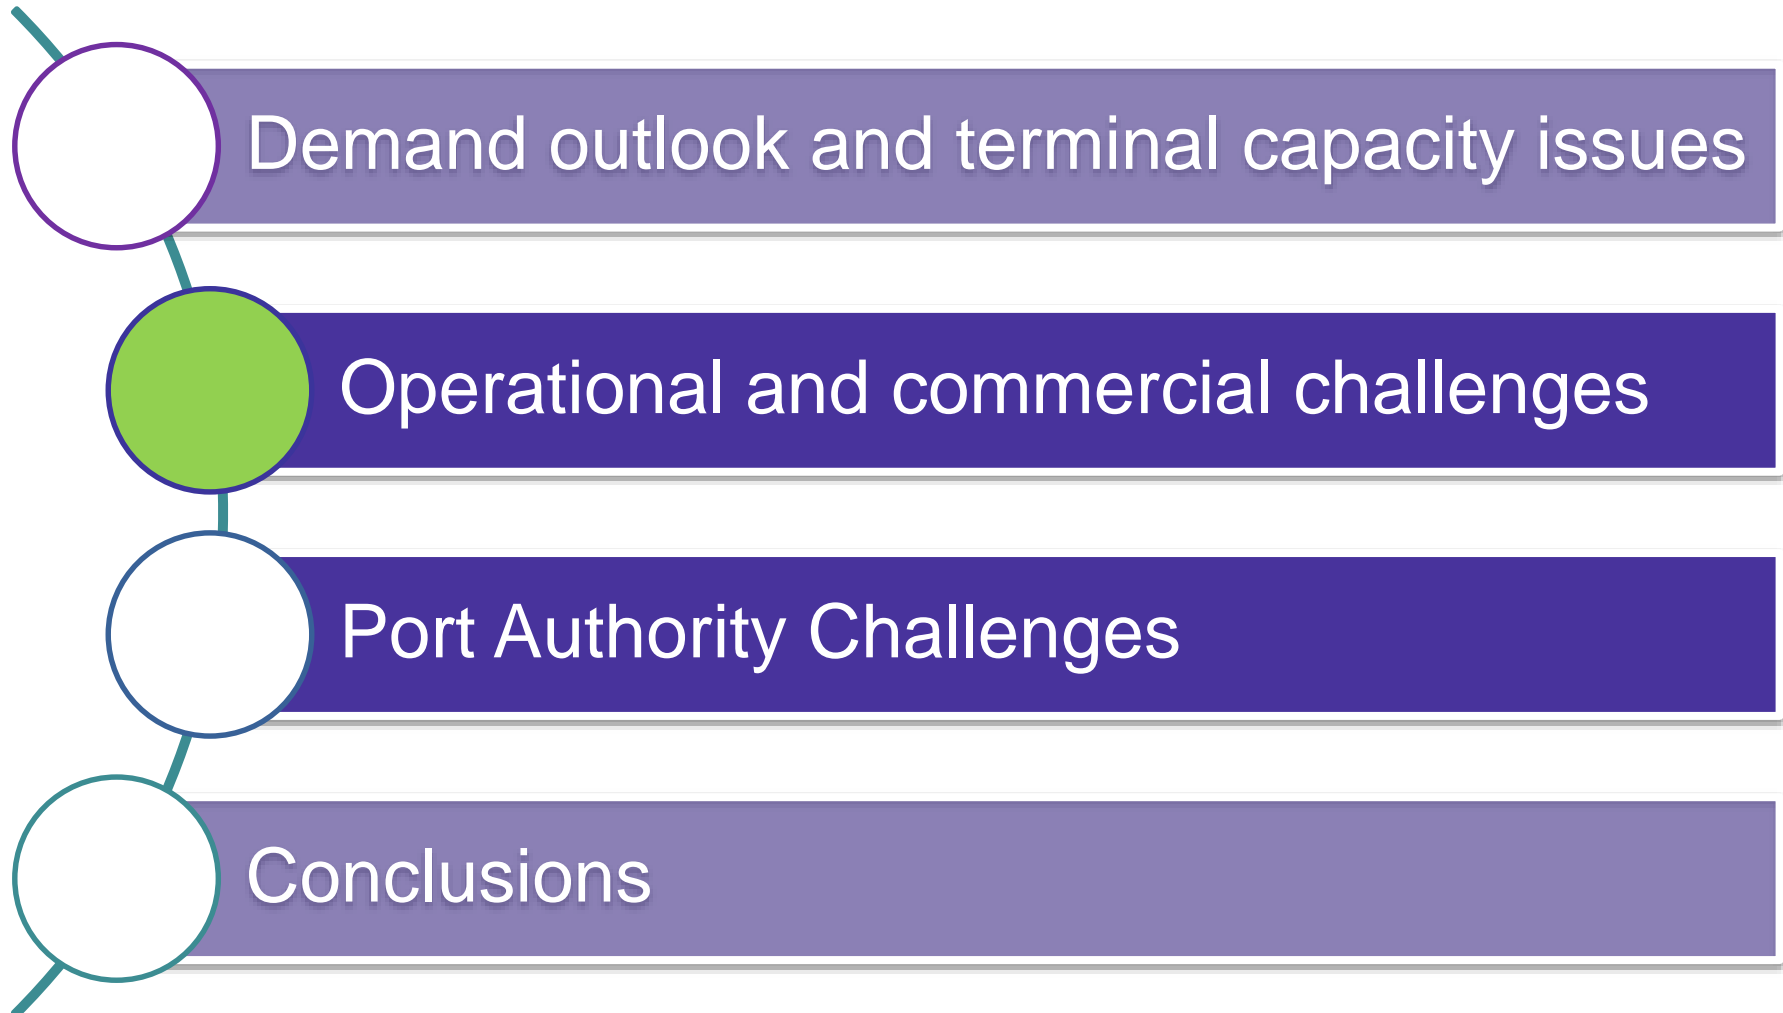 Demand outlook and terminal capacity issues
Operational and commercial challenges
Port Authority Challenges
Conclusions